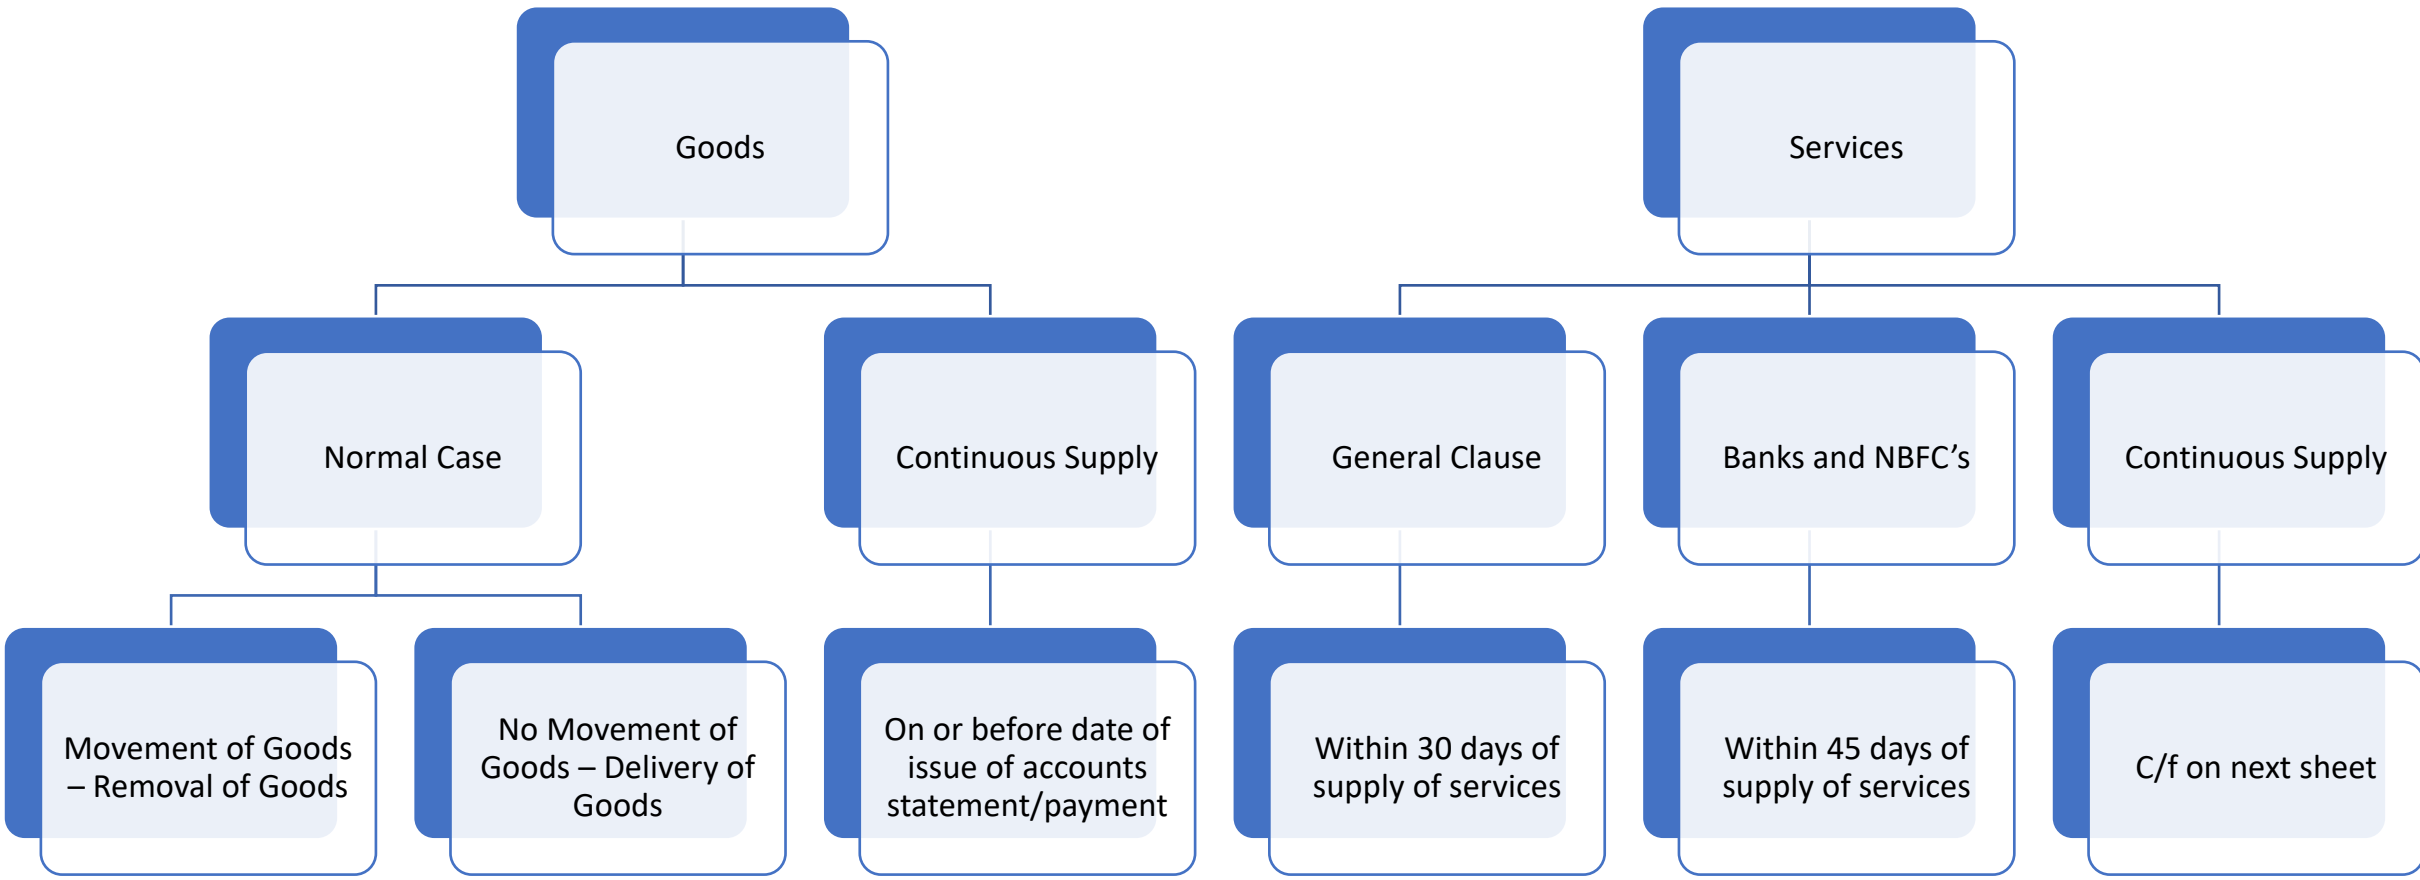 Goods
Services
Normal Case
Continuous Supply
General Clause
Banks and NBFC’s
Continuous Supply
Movement of Goods
– Removal of Goods
No Movement of
Goods – Delivery of
Goods
On or before date of
issue of accounts
statement/payment
Within 30 days of
supply of services
Within 45 days of
supply of services
C/f on next sheet